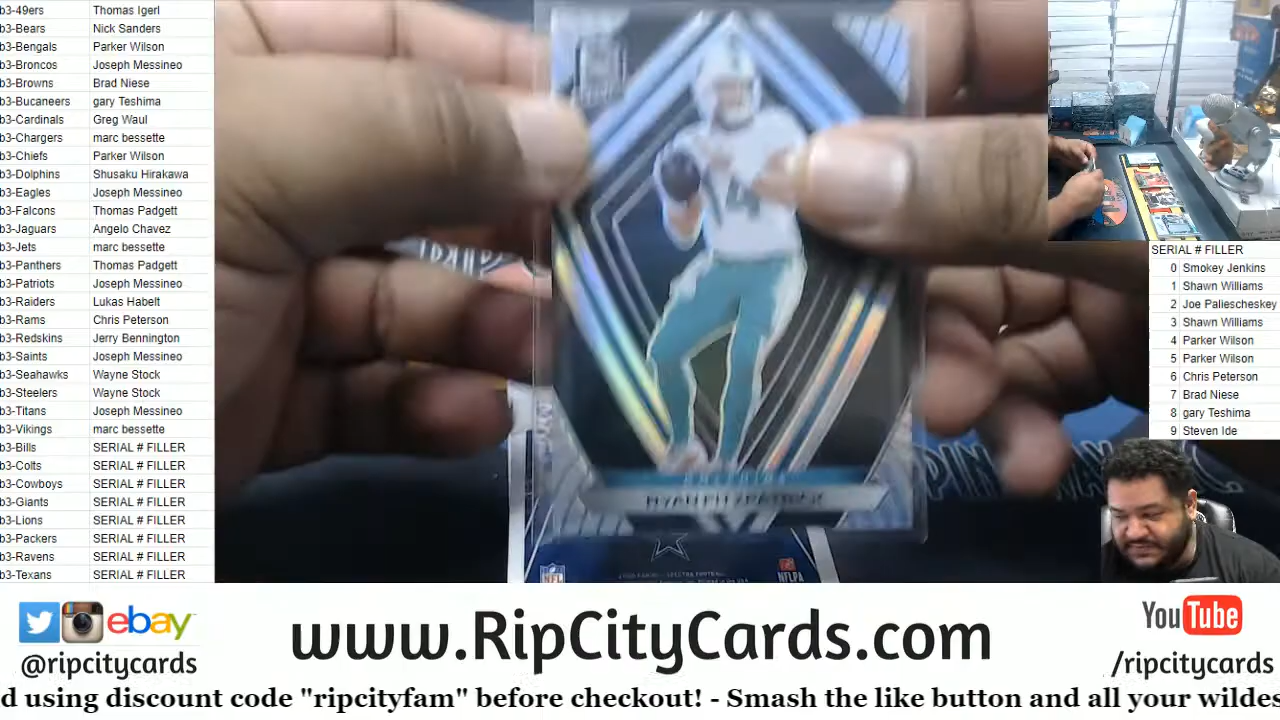 b3-49ers Thomas Igerl
b3-Bears Nick Sanders
b3-Bengals Parker Wilson
b3-Broncos Joseph Messineo
b3-Browns Brad Niese
b3-Bucaneers gary Teshima
b3-Cardinals Greg Waul
b3-Chargers marc bessette
b3-Chiefs Parker Wilson
b3-Dolphins Shusaku Hirakawa
b3-Eagles Joseph Messineo
b3-Falcons Thomas Padgett
b3-Jaguars Angelo Chavez
b3-Jets marc bessette
b3-Panthers Thomas Padgett
b3-Patriots Joseph Messineo
b3-Raiders Lukas Habelt
b3-Rams Chris Peterson
b3-Redskins Jerry Bennington
b3-Saints Joseph Messineo
b3-Seahawks Wayne Stock
b3-Steelers Wayne Stock
b3-Titans Joseph Messineo
b3-Vikings marc bessette
b3-Bills SERIAL # FILLER
b3-Colts SERIAL # FILLER
b3-Cowboys SERIAL # FILLER
b3-Giants SERIAL # FILLER
b3-Lions SERIAL # FILLER
b3-Packers SERIAL # FILLER
b3-Ravens SERIAL # FILLER
b3-Texans SERIAL # FILLER
14
RYAN FITZPATRICK
NFL
NFLPA
SERIAL # FILLER
0 Smokey Jenkins
1 Shawn Williams
2 Joe Paliescheskey
3 Shawn Williams
4 Parker Wilson
5 Parker Wilson
6 Chris Peterson
7 Brad Niese
8 gary Teshima
9 Steven Ide
ebay
@ripcitycards
www.RipCityCards.com
YouTube
/ripcitycards
d using discount code "ripcityfam" before checkout! - Smash the like button and all your wildes